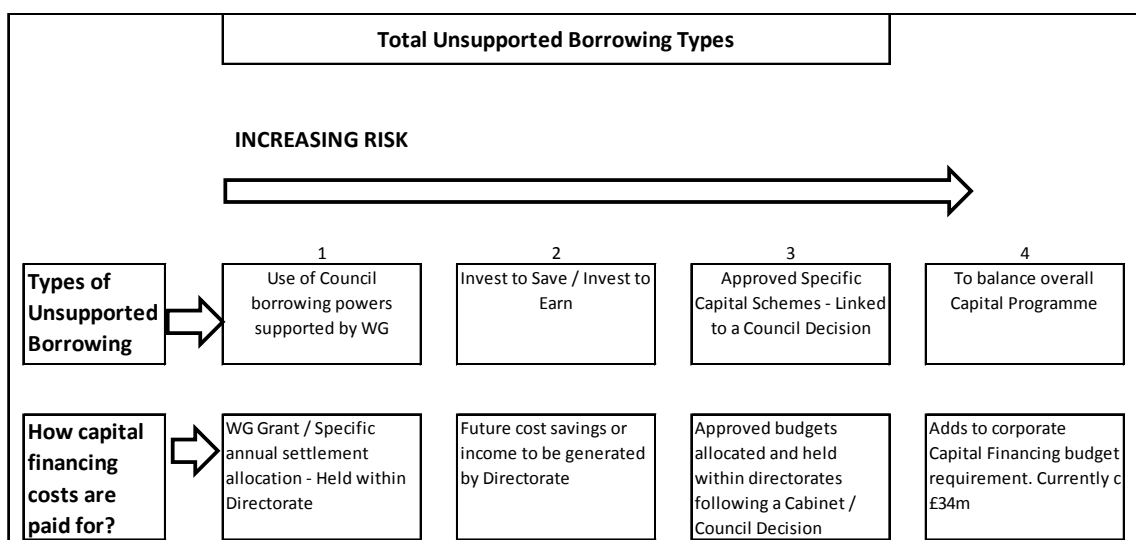 Total Unsupported Borrowing Types
INCREASING RISK
1
2
3
4
Types of
Unsupported
Borrowing
Use of Council
borrowing powers
supported by WG
Invest to Save / Invest to
Earn
Approved Specific
Capital Schemes - Linked
to a Council Decision
To balance overall
Capital Programme
How capital
financing
costs are
paid for?
WG Grant / Specific
annual settlement
allocation - Held within
Directorate
Future cost savings or
income to be generated
by Directorate
Approved budgets
allocated and held
within directorates
following a Cabinet /
Council Decision
Adds to corporate
Capital Financing budget
requirement. Currently c
£34m